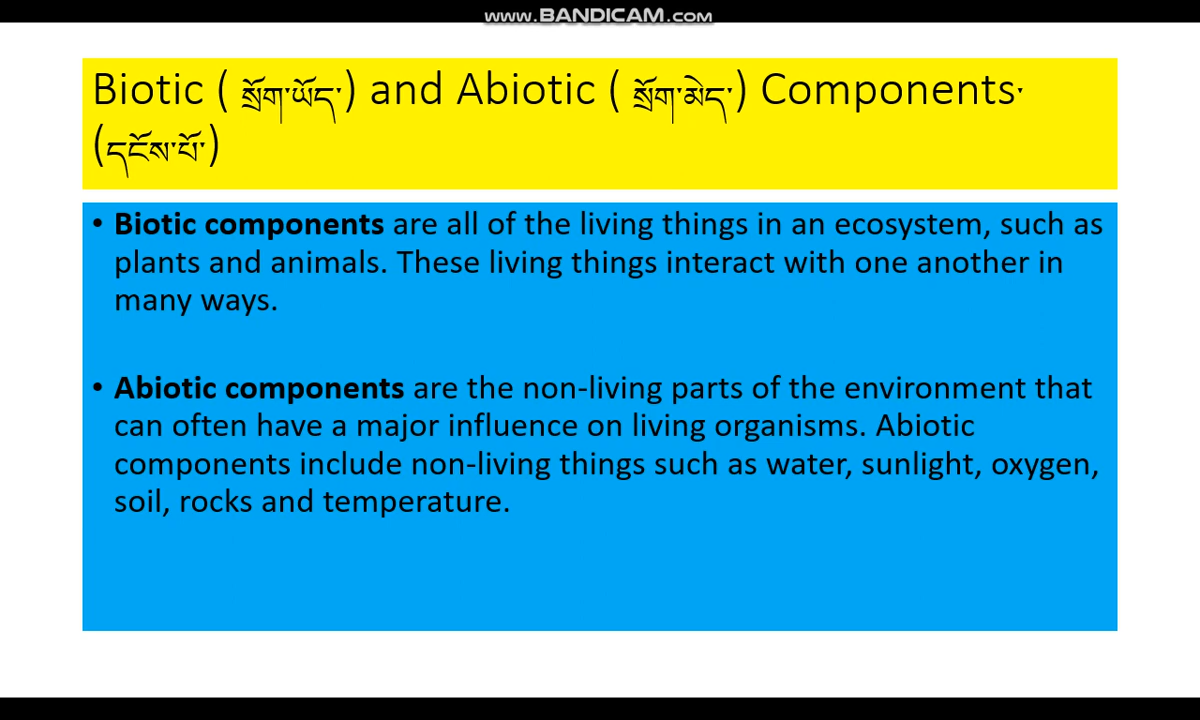 www.BANDICAM.com
Biotic ( སྲོག་ཡོད་) and Abiotic ( སྲོག་མེད་) Components་
(དངོས་པོ་)
• Biotic components are all of the living things in an ecosystem, such as
plants and animals. These living things interact with one another in
many ways.
• Abiotic components are the non-living parts of the environment that
can often have a major influence on living organisms. Abiotic
components include non-living things such as water, sunlight, oxygen,
soil, rocks and temperature.